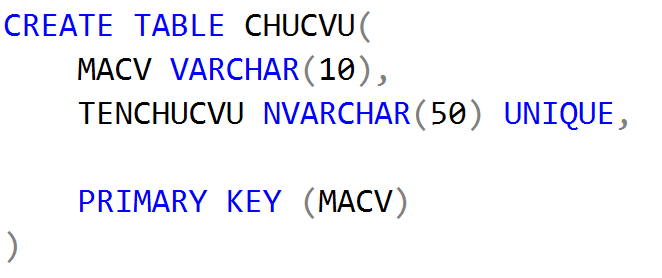 CREATE TABLE CHUCVU(
MACV VARCHAR(10),
TENCHUCVU NVARCHAR(50) UNIQUE,
PRIMARY KEY (MACV)
)